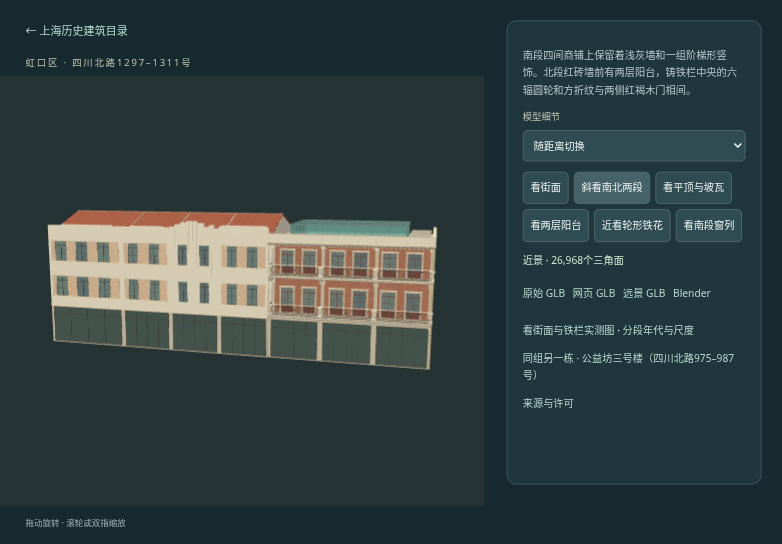 ← 上海历史建筑目录
虹口区 · 四川北路1297–1311号
南段四间商铺上保留着浅灰墙和一组阶梯形竖
饰。北段红砖墙前有两层阳台，铸铁栏中央的六
辐圆轮和方折纹与两侧红褐木门相间。
模型细节
随距离切换
看街面 斜看南北两段 看平顶与坡瓦
看两层阳台 近看轮形铁花 看南段窗列
近景 · 26,968个三角面
原始 GLB 网页 GLB 远景 GLB Blender
看街面与铁栏实测图 · 分段年代与尺度
同组另一栋 · 公益坊三号楼（四川北路975–987
号）
来源与许可
拖动旋转 · 滚轮或双指缩放